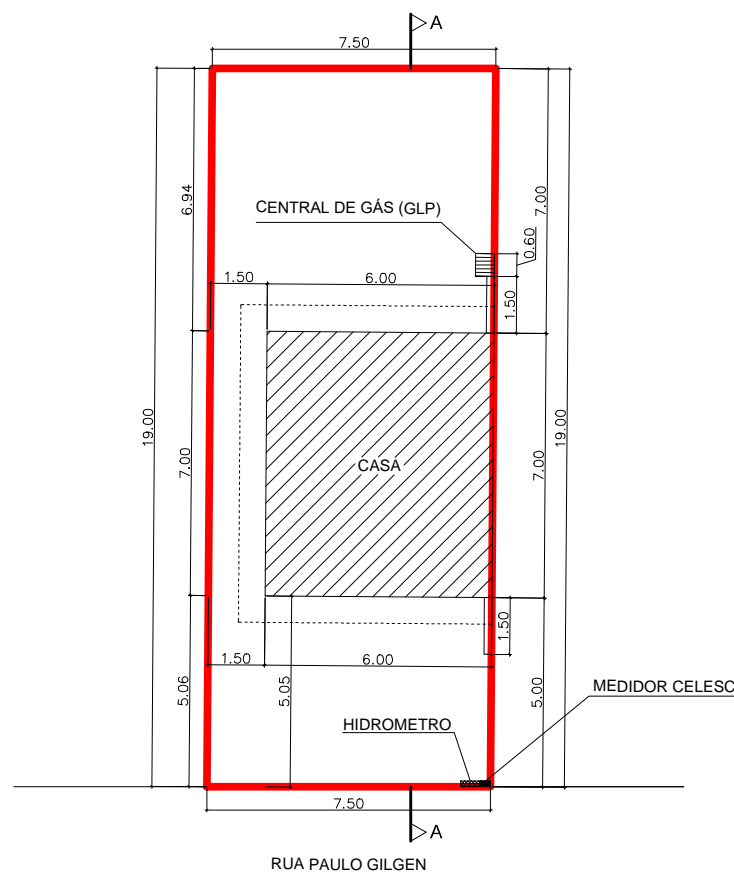 A
7.50
6.94
7.00
CENTRAL DE GÁS (GLP)
0.60
1.50
6.00
1.50
19.00
7.00
CASA
7.00
19.00
1.50
1.50
6.00
5.06
5.05
5.00
MEDIDOR CELESC
HIDROMETRO
7.50
A
RUA PAULO GILGEN